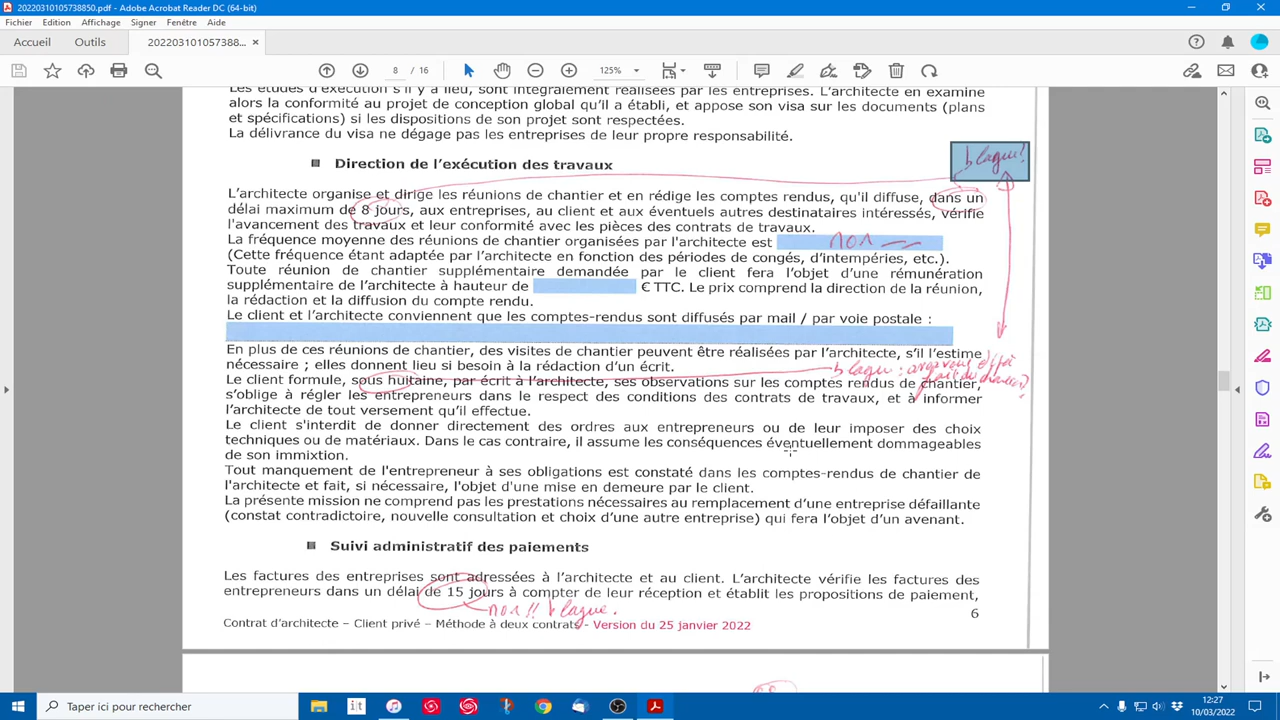 20220310105738850.pdf - Adobe Acrobat Reader DC (64-bit)
Fichier Edition Affichage Signer Fenêtre Aide
Accueil Outils 202203101057388... ×
8 / 16 125%
Les études d'exécution s'il y a lieu, sont intégralement réalisées par les entreprises. L'architecte en examine
alors la conformité au projet de conception global qu'il a établi, et appose son visa sur les documents (plans
et spécifications) si les dispositions de son projet sont respectées.
La délivrance du visa ne dégage pas les entreprises de leur propre responsabilité.
blague?
Direction de l'exécution des travaux
L'architecte organise et dirige les réunions de chantier et en rédige les comptes rendus, qu'il diffuse, dans un
délai maximum de 8 jours, aux entreprises, au client et aux éventuels autres destinataires intéressés, vérifie
l'avancement des travaux et leur conformité avec les pièces des contrats de travaux.
La fréquence moyenne des réunions de chantier organisées par l'architecte est non
(Cette fréquence étant adaptée par l'architecte en fonction des périodes de congés, d'intempéries, etc.).
Toute réunion de chantier supplémentaire demandée par le client fera l'objet d'une rémunération
supplémentaire de l'architecte à hauteur de € TTC. Le prix comprend la direction de la réunion,
la rédaction et la diffusion du compte rendu.
Le client et l'architecte conviennent que les comptes-rendus sont diffusés par mail / par voie postale :
En plus de ces réunions de chantier, des visites de chantier peuvent être réalisées par l'architecte, s'il l'estime
nécessaire ; elles donnent lieu si besoin à la rédaction d'un écrit.
blague :
Le client formule, sous huitaine, par écrit à l'architecte, ses observations sur les comptes rendus de chantier,
s'oblige à régler les entrepreneurs dans le respect des conditions des contrats de travaux, et à informer
l'architecte de tout versement qu'il effectue.
Le client s'interdit de donner directement des ordres aux entrepreneurs ou de leur imposer des choix
techniques ou de matériaux. Dans le cas contraire, il assume les conséquences éventuellement dommageables
de son immixtion.
Tout manquement de l'entrepreneur à ses obligations est constaté dans les comptes-rendus de chantier de
l'architecte et fait, si nécessaire, l'objet d'une mise en demeure par le client.
La présente mission ne comprend pas les prestations nécessaires au remplacement d'une entreprise défaillante
(constat contradictoire, nouvelle consultation et choix d'une autre entreprise) qui fera l'objet d'un avenant.
Suivi administratif des paiements
Les factures des entreprises sont adressées à l'architecte et au client. L'architecte vérifie les factures des
entrepreneurs dans un délai de 15 jours à compter de leur réception et établit les propositions de paiement,
non !! blague.
6
Contrat d'architecte – Client privé – Méthode à deux contrats - Version du 25 janvier 2022
Taper ici pour rechercher
12:27
10/03/2022